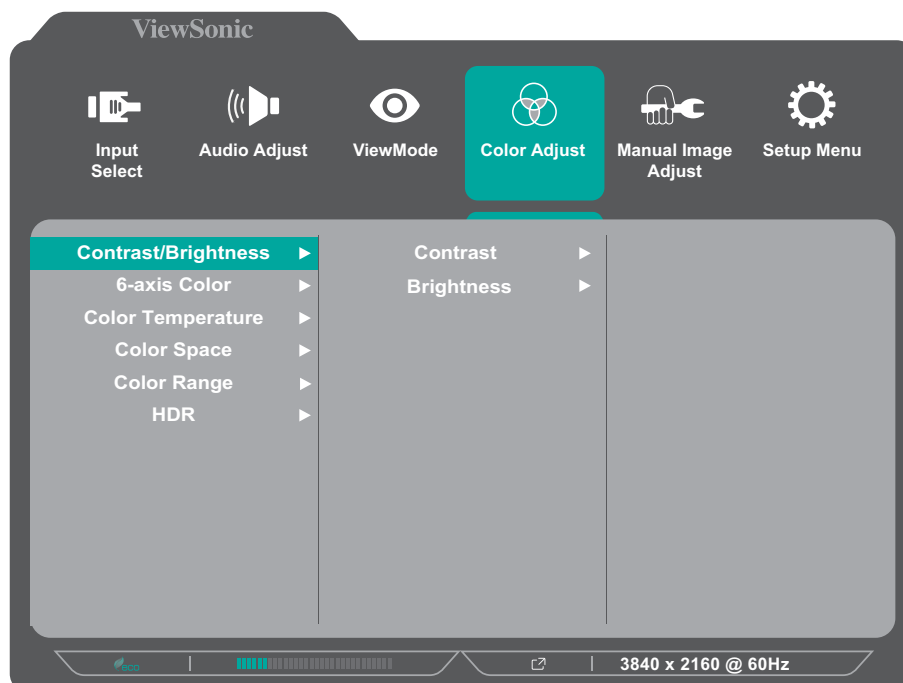 ViewSonic
Input
Select
Audio Adjust
ViewMode
Color Adjust
Manual Image
Adjust
Setup Menu
Contrast/Brightness
6-axis Color
Color Temperature
Color Space
Color Range
HDR
Contrast
Brightness
eco
3840 x 2160 @ 60Hz